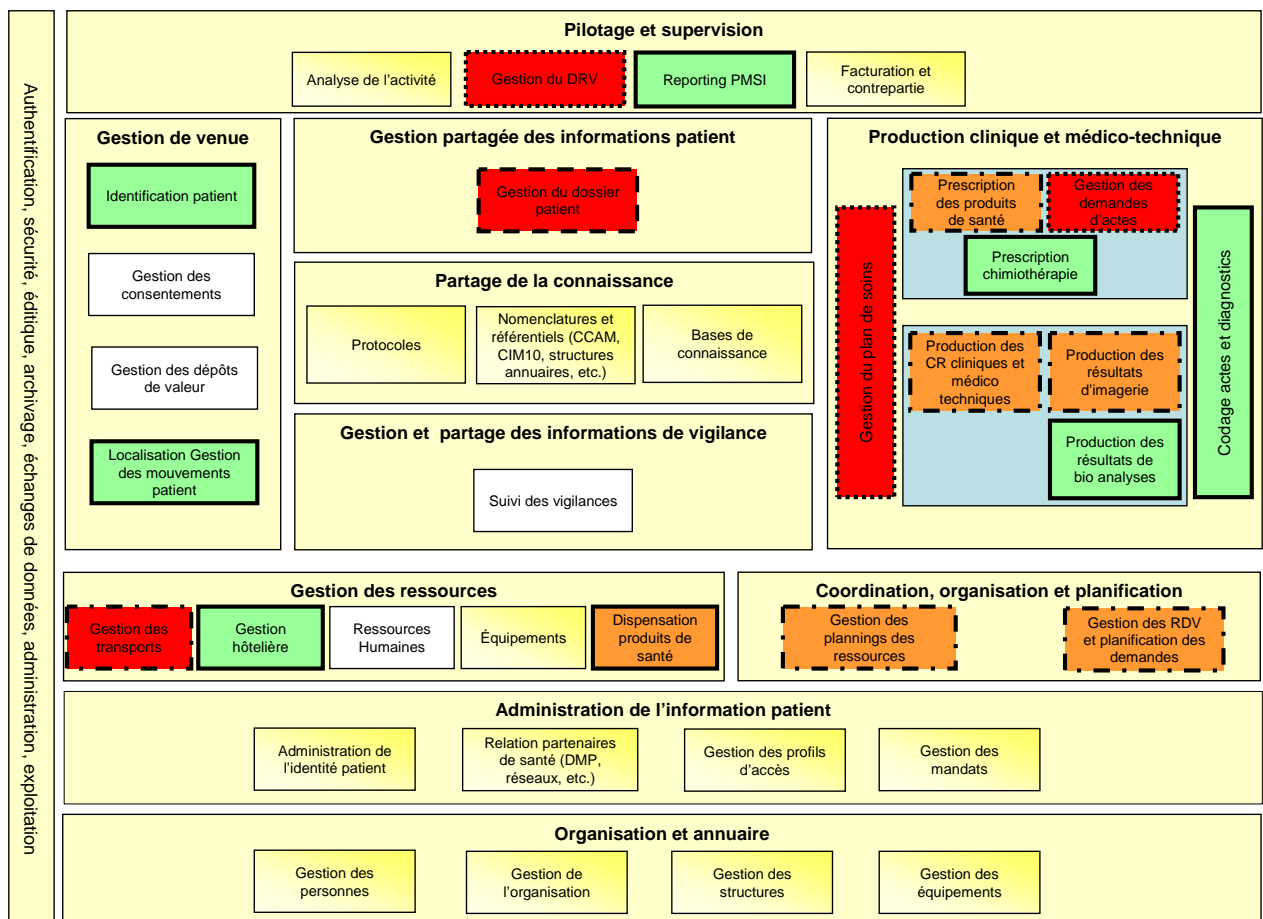 Authentification, sécurité, éditique, archivage, échanges de données, administration, exploitation
Pilotage et supervision
Analyse de l'activité
Gestion du DRV
Reporting PMSI
Facturation et
contrepartie
Gestion de venue
Identification patient
Gestion des
consentements
Gestion des dépôts
de valeur
Localisation Gestion
des mouvements
patient
Gestion partagée des informations patient
Gestion du dossier
patient
Partage de la connaissance
Protocoles
Nomenclatures et
référentiels (CCAM,
CIM10, structures
annuaires, etc.)
Bases de
connaissance
Gestion et partage des informations de vigilance
Suivi des vigilances
Production clinique et médico-technique
Gestion du plan de soins
Prescription
des produits
de santé
Gestion des
demandes
d'actes
Prescription
chimiothérapie
Production des
CR cliniques et
médico
techniques
Production des
résultats
d'imagerie
Production des
résultats de
bio analyses
Codage actes et diagnostics
Gestion des ressources
Gestion des
transports
Gestion
hôtelière
Ressources
Humaines
Équipements
Dispensation
produits de
santé
Coordination, organisation et planification
Gestion des
plannings des
ressources
Gestion des RDV
et planification des
demandes
Administration de l'information patient
Administration de
l'identité patient
Relation partenaires
de santé (DMP,
réseaux, etc.)
Gestion des profils
d'accès
Gestion des
mandats
Organisation et annuaire
Gestion des
personnes
Gestion de
l'organisation
Gestion des
structures
Gestion des
équipements